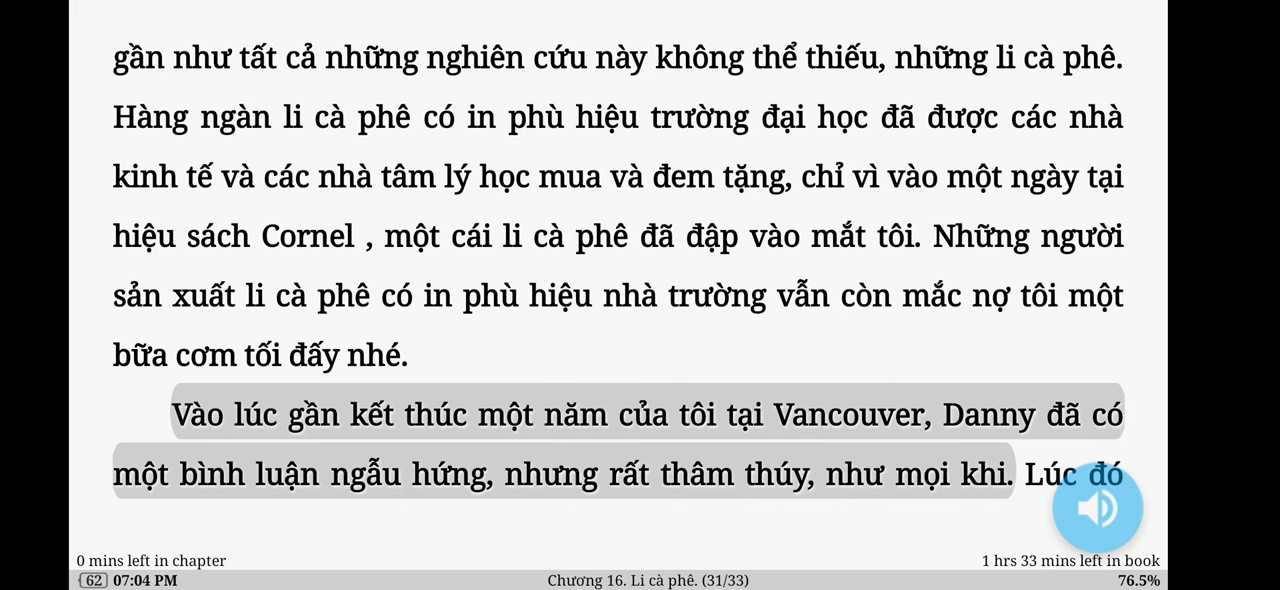 gần như tất cả những nghiên cứu này không thể thiếu, những li cà phê.
Hàng ngàn li cà phê có in phù hiệu trường đại học đã được các nhà
kinh tế và các nhà tâm lý học mua và đem tặng, chỉ vì vào một ngày tại
hiệu sách Cornel , một cái li cà phê đã đập vào mắt tôi. Những người
sản xuất li cà phê có in phù hiệu nhà trường vẫn còn mắc nợ tôi một
bữa cơm tối đấy nhé.
Vào lúc gần kết thúc một năm của tôi tại Vancouver, Danny đã có
một bình luận ngẫu hứng, nhưng rất thâm thúy, như mọi khi. Lúc đó
0 mins left in chapter 1 hrs 33 mins left in book
62 07:04 PM Chương 16. Li cà phê. (31/33) 76.5%